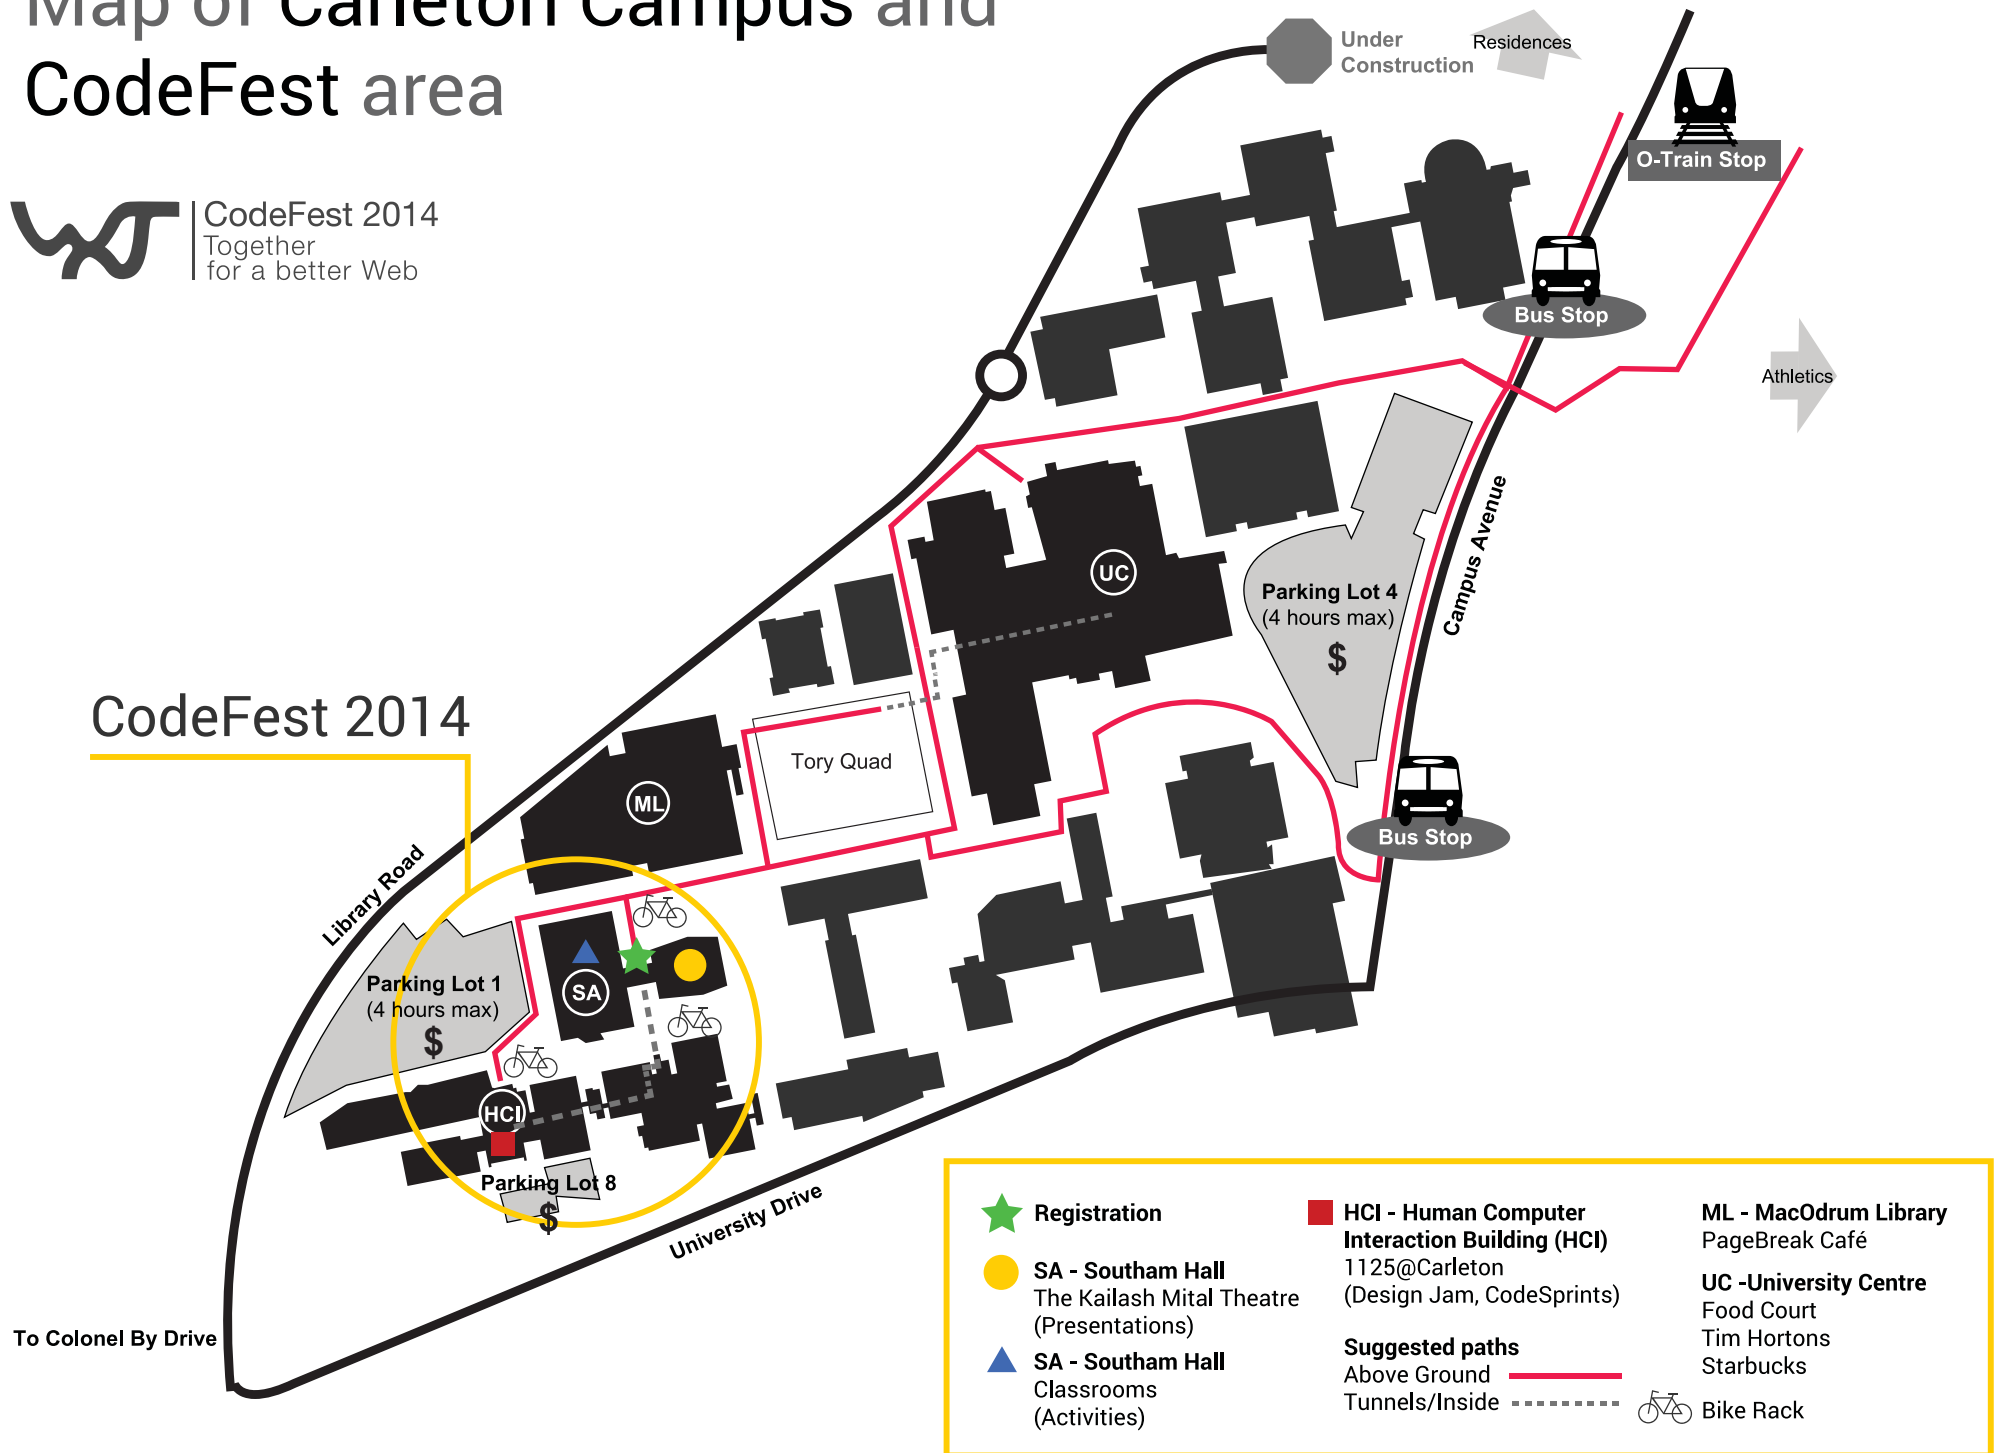 Map of Carleton Campus and
CodeFest area
CodeFest 2014
Together
for a better Web
Under
Construction
Residences
O-Train Stop
Bus Stop
Athletics
UC
Parking Lot 4
(4 hours max)
$
Campus Avenue
CodeFest 2014
Tory Quad
ML
Bus Stop
Library Road
Parking Lot 1
(4 hours max)
$
SA
HCI
Parking Lot 8
$
University Drive
To Colonel By Drive
Registration
SA - Southam Hall
The Kailash Mital Theatre
(Presentations)
SA - Southam Hall
Classrooms
(Activities)
HCI - Human Computer
Interaction Building (HCI)
1125@Carleton
(Design Jam, CodeSprints)
Suggested paths
Above Ground
Tunnels/Inside
ML - MacOdrum Library
PageBreak Café
UC -University Centre
Food Court
Tim Hortons
Starbucks
Bike Rack